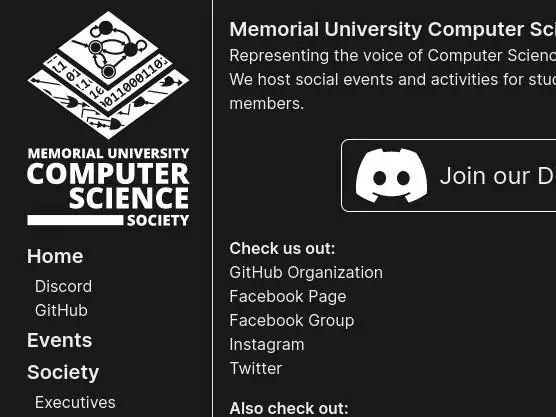 MEMORIAL UNIVERSITY
COMPUTER
SCIENCE
SOCIETY
Home
Discord
GitHub
Events
Society
Executives
Memorial University Computer Sci
Representing the voice of Computer Scienc
We host social events and activities for stud
members.
Join our D
Check us out:
GitHub Organization
Facebook Page
Facebook Group
Instagram
Twitter
Also check out: